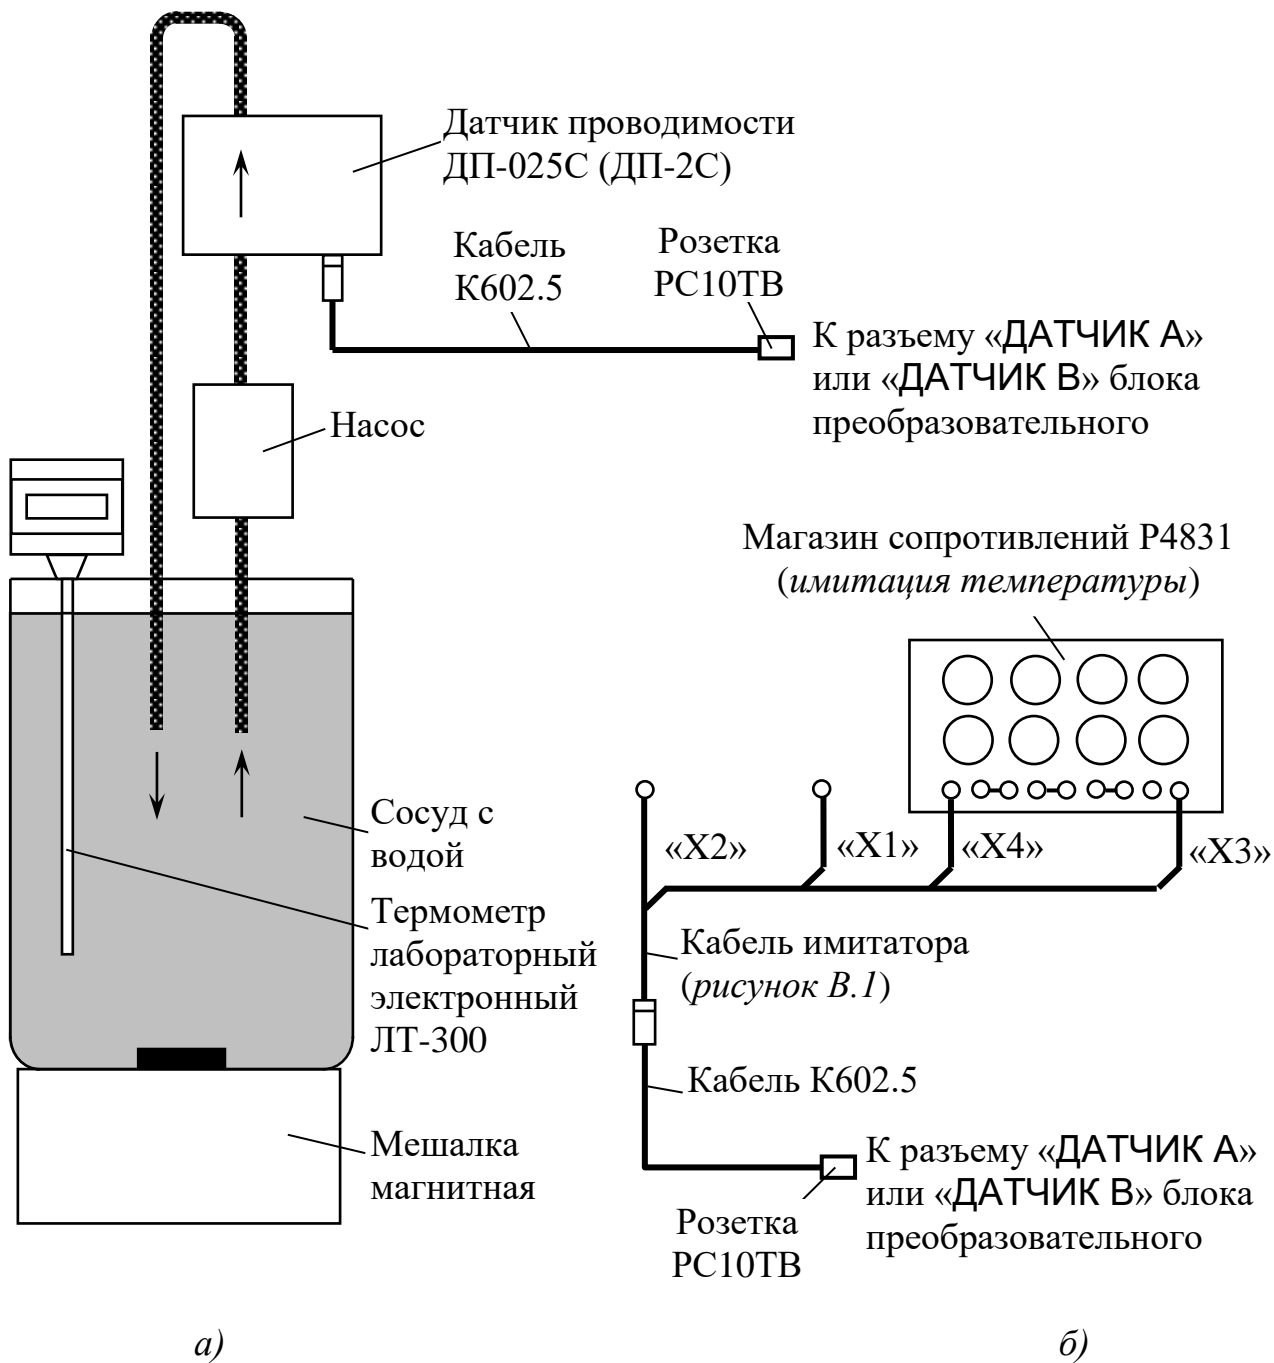 Датчик проводимости
ДП-025С (ДП-2С)
Кабель
К602.5
Розетка
РС10ТВ
К разъему «ДАТЧИК А»
или «ДАТЧИК В» блока
преобразовательного
Насос
Сосуд с
водой
Термометр
лабораторный
электронный
ЛТ-300
Мешалка
магнитная
а)
Магазин сопротивлений Р4831
(имитация температуры)
«Х2»
«Х1»
«Х4»
«Х3»
Кабель имитатора
(рисунок В.1)
Кабель К602.5
К разъему «ДАТЧИК А»
или «ДАТЧИК В» блока
преобразовательного
Розетка
РС10ТВ
б)